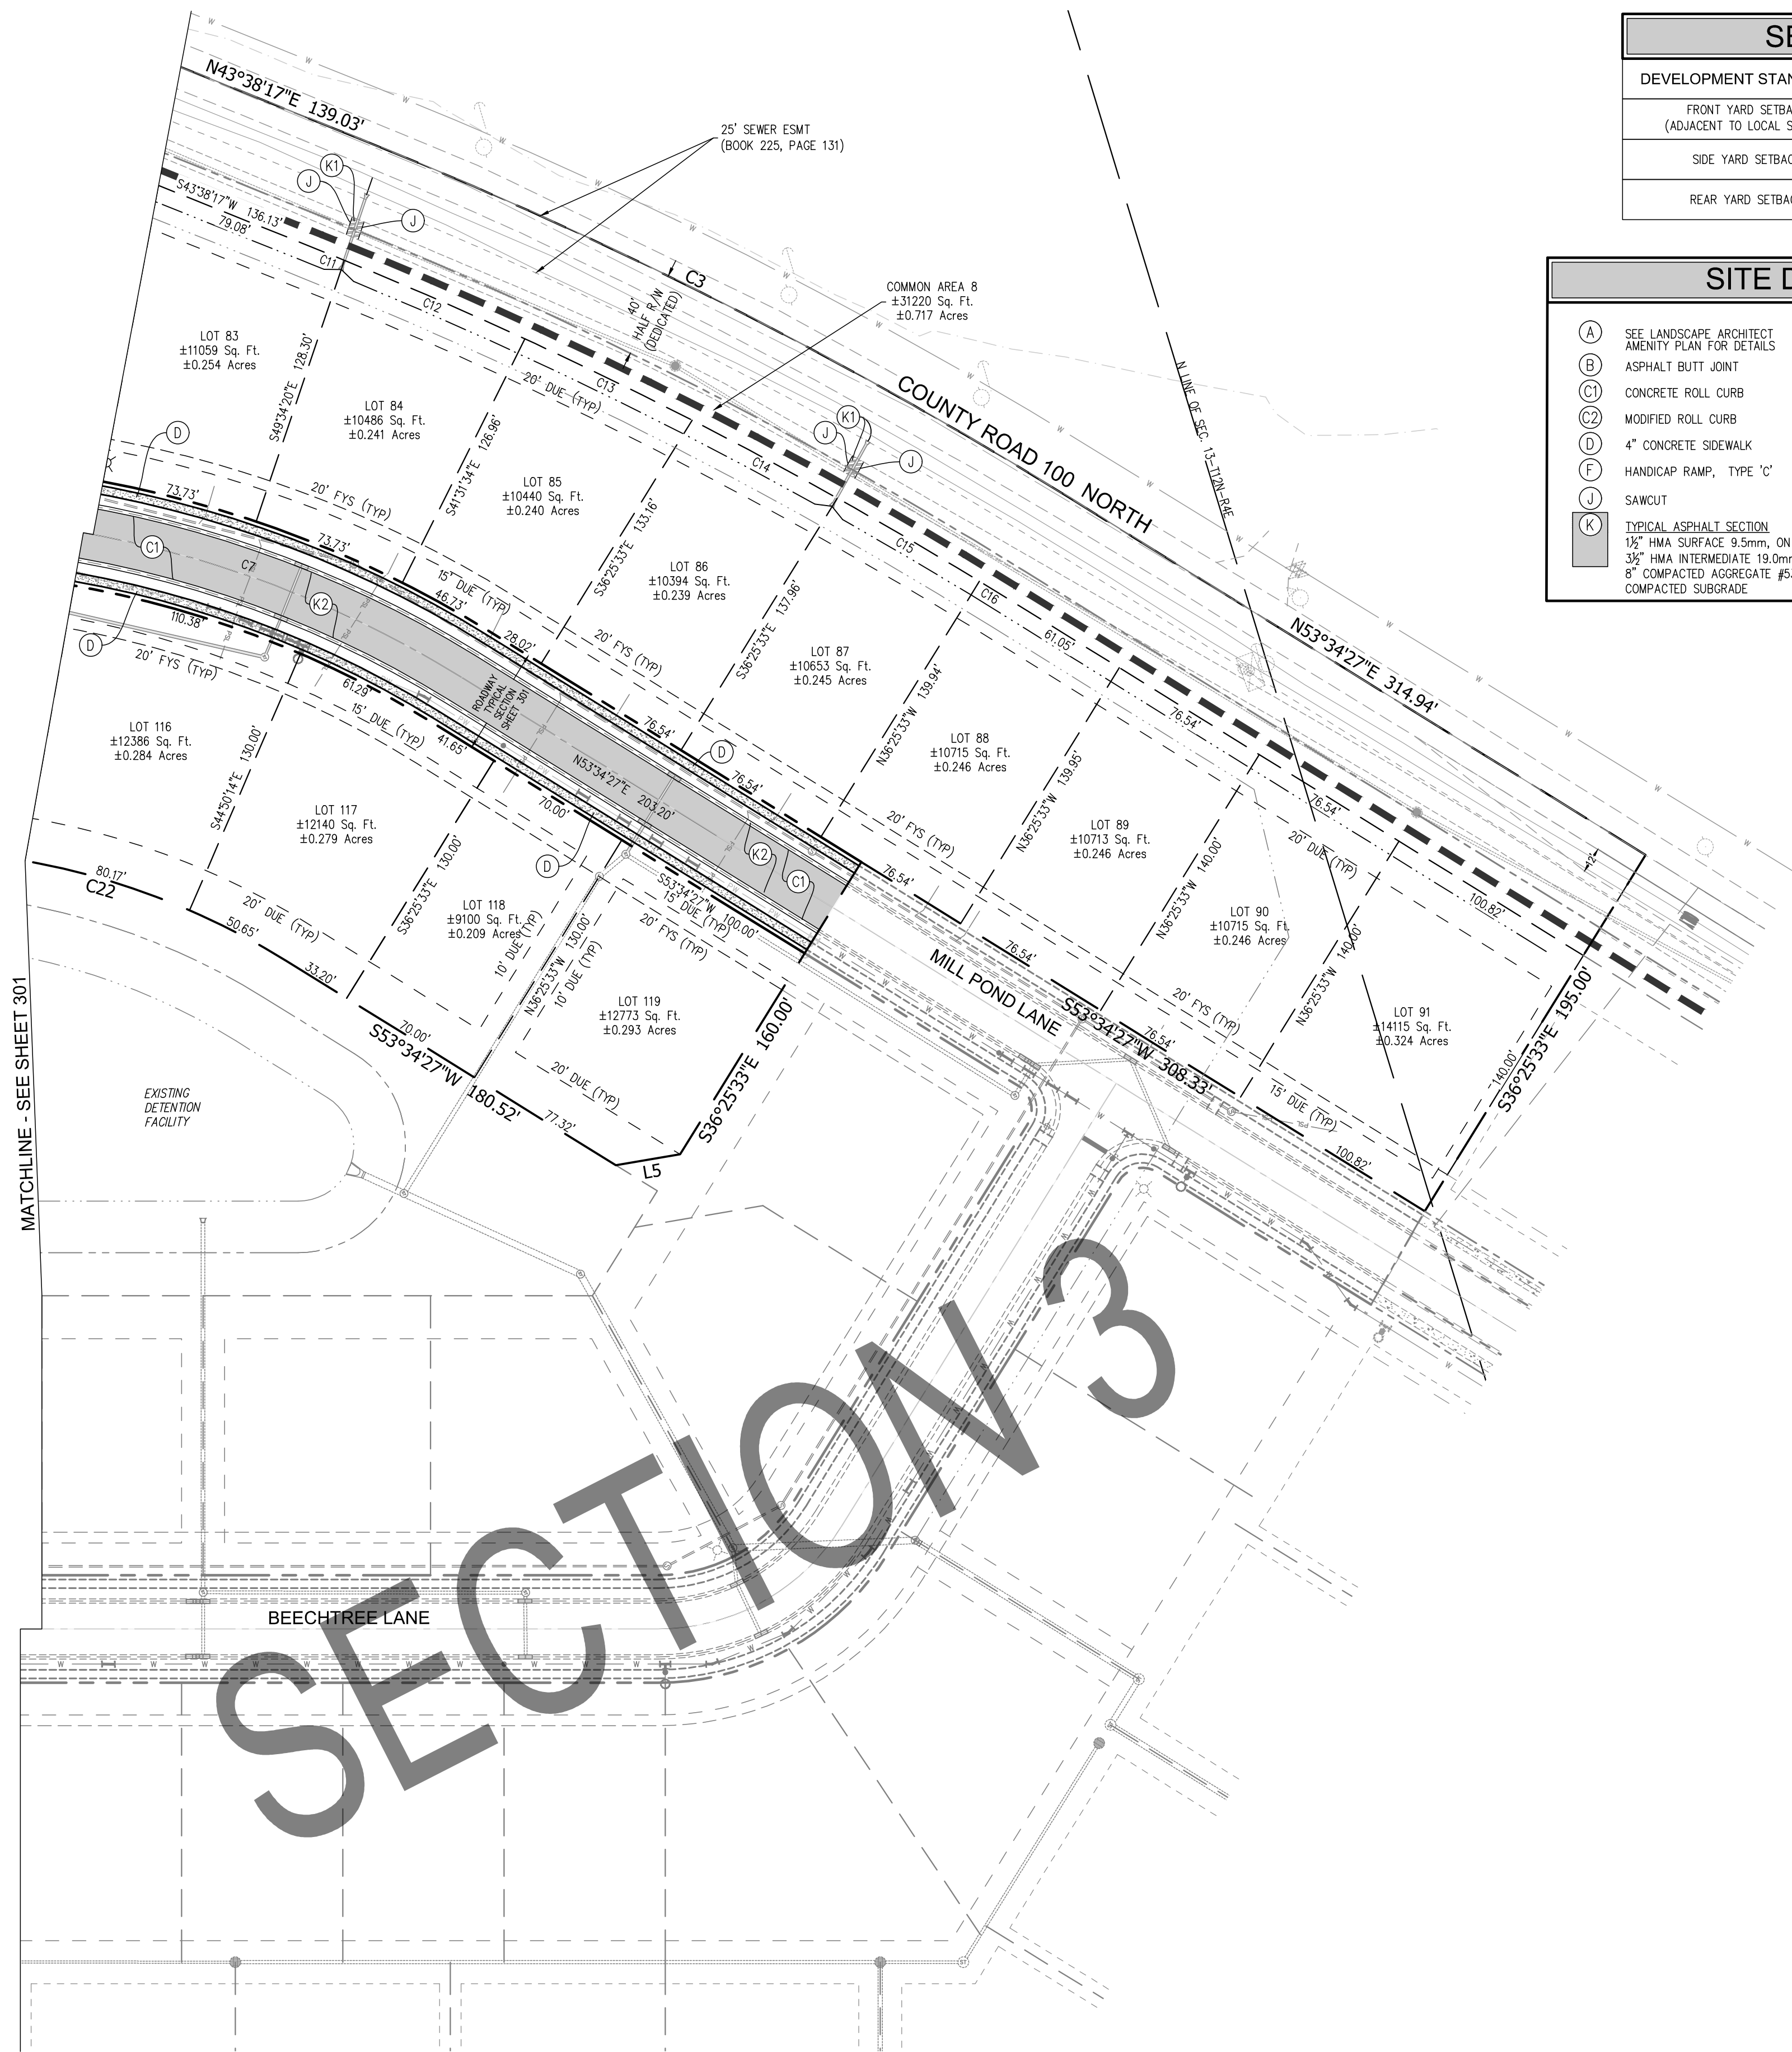 N43°38'17"E 139.03'
25' SEWER ESMT
(BOOK 225, PAGE 131)
K1
J
J
S43°38'17"W 136.13'
79.08'
C11
C12
C3
40'
HALF R/W
(DEDICATED)
COMMON AREA 8
±31220 Sq. Ft.
±0.717 Acres
COUNTY ROAD 100 NORTH
N LINE OF SEC. 13-T12N-R4E
N53°34'27"E 314.94'
LOT 83
±11059 Sq. Ft.
±0.254 Acres
S49°34'20"E 128.30'
LOT 84
±10486 Sq. Ft.
±0.241 Acres
S41°31'34"E 126.96'
20' DUE (TYP)
C13
LOT 85
±10440 Sq. Ft.
±0.240 Acres
S36°25'33"E 133.16'
C14
K1
J
J
LOT 86
±10394 Sq. Ft.
±0.239 Acres
S36°25'33"E 137.96'
C15
LOT 87
±10653 Sq. Ft.
±0.245 Acres
N36°25'33"W 139.94'
C16
61.05'
LOT 88
±10715 Sq. Ft.
±0.246 Acres
N36°25'33"W 139.95'
76.54'
LOT 89
±10713 Sq. Ft.
±0.246 Acres
N36°25'33"W 140.00'
76.54'
20' DUE (TYP)
LOT 90
±10715 Sq. Ft.
±0.246 Acres
N36°25'33"W 140.00'
100.82'
12'
LOT 91
±14115 Sq. Ft.
±0.324 Acres
140.00'
S36°25'33"E 195.00'
D
73.73'
20' FYS (TYP)
73.73'
15' DUE (TYP)
46.73'
28.02'
20' FYS (TYP)
76.54'
D
76.54'
20' FYS (TYP)
76.54'
76.54'
20' FYS (TYP)
76.54'
15' DUE (TYP)
100.82'
C1
C7
K2
ROADWAY
TYPICAL
SECTION
SHEET 301
N53°34'27"E 203.20'
K2
C1
MILL POND LANE
S53°34'27"W 308.33'
D
110.38'
20' FYS (TYP)
61.29'
15' DUE (TYP)
41.65'
70.00'
D
S53°34'27"W 100.00'
15' DUE (TYP)
20' FYS (TYP)
LOT 116
±12386 Sq. Ft.
±0.284 Acres
S44°50'14"E 130.00'
LOT 117
±12140 Sq. Ft.
±0.279 Acres
S36°25'33"E 130.00'
LOT 118
±9100 Sq. Ft.
±0.209 Acres
10' DUE (TYP)
N36°25'33"W 130.00'
10' DUE (TYP)
LOT 119
±12773 Sq. Ft.
±0.293 Acres
S36°25'33"E 160.00'
80.17'
C22
50.65'
20' DUE (TYP)
33.20'
70.00'
S53°34'27"W 180.52'
20' DUE (TYP)
77.32'
L5
EXISTING
DETENTION
FACILITY
MATCHLINE - SEE SHEET 301
BEECHTREE LANE
SECTION 3
ST
DEVELOPMENT
FRONT YARD
(ADJACENT TO LOCAL
SIDE YARD
REAR YARD
SITE
A SEE LANDSCAPE ARCHITECT
AMENITY PLAN FOR DETAILS
B ASPHALT BUTT JOINT
C1 CONCRETE ROLL CURB
C2 MODIFIED ROLL CURB
D 4" CONCRETE SIDEWALK
F HANDICAP RAMP, TYPE 'C'
J SAWCUT
K TYPICAL ASPHALT SECTION
1½" HMA SURFACE 9.5mm, ON
3½" HMA INTERMEDIATE 19.0mm
8" COMPACTED AGGREGATE
COMPACTED SUBGRADE